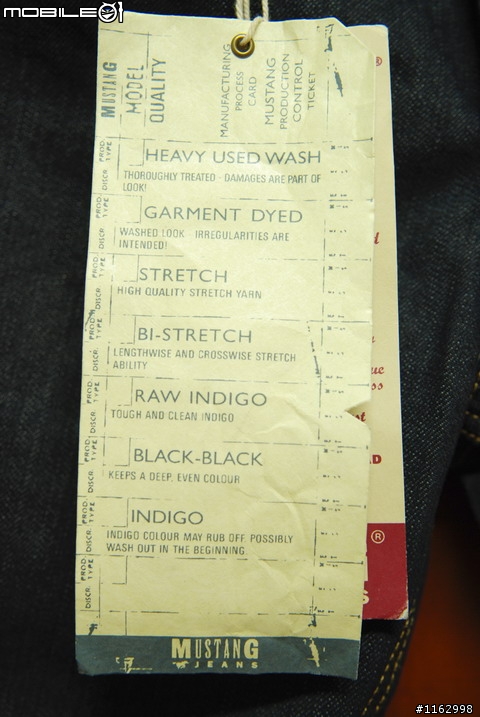 MOBILE01
MUSTANG
MODEL
QUALITY
MANUFACTURING
PROCESS
CARD
MUSTANG
PRODUCTION
CONTROL
TICKET
®
PROD.
TYPE
DISCR.
HEAVY USED WASH
THOROUGHLY TREATED - DAMAGES ARE PART OF
LOOK!
PROD.
TYPE
DISCR.
GARMENT DYED
WASHED LOOK - IRREGULARITIES ARE
INTENDED!
PROD.
TYPE
DISCR.
STRETCH
HIGH QUALITY STRETCH YARN
PROD.
TYPE
DISCR.
BI-STRETCH
LENGTHWISE AND CROSSWISE STRETCH
ABILITY
PROD.
TYPE
DISCR.
RAW INDIGO
TOUGH AND CLEAN INDIGO
PROD.
TYPE
DISCR.
BLACK-BLACK
KEEPS A DEEP, EVEN COLOUR
PROD.
TYPE
DISCR.
INDIGO
INDIGO COLOUR MAY RUB OFF POSSIBLY
WASH OUT IN THE BEGINNING
PROD.
TYPE
DISCR.
®
MUSTANG
JEANS
#1162998